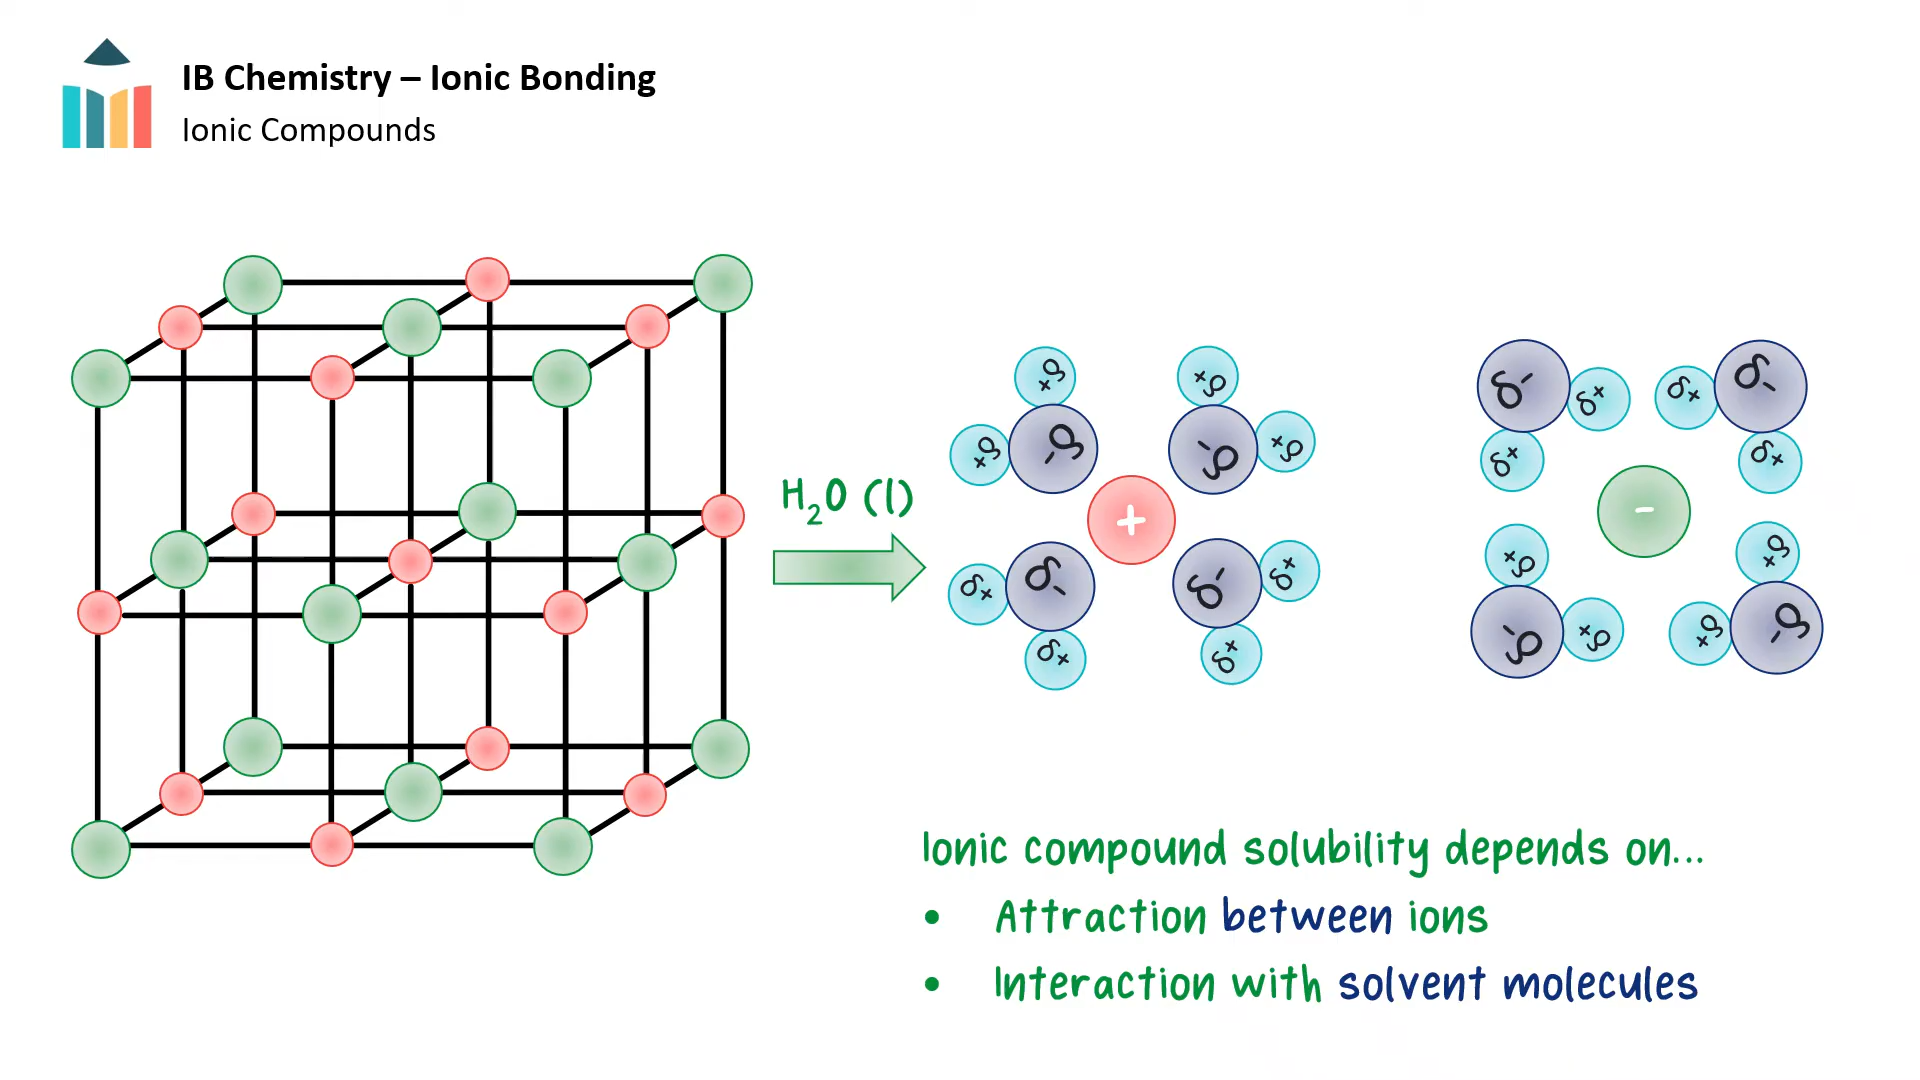 IB Chemistry – Ionic Bonding
Ionic Compounds
H₂O (l)
δ+ δ+ δ-
δ+ δ- δ+
δ- δ+ δ+
δ- δ+ δ+
+
δ+ δ- δ+
δ- δ+ δ+
-
δ+ δ- δ+
δ+ δ+ δ-
Ionic compound solubility depends on...
• Attraction between ions
• Interaction with solvent molecules